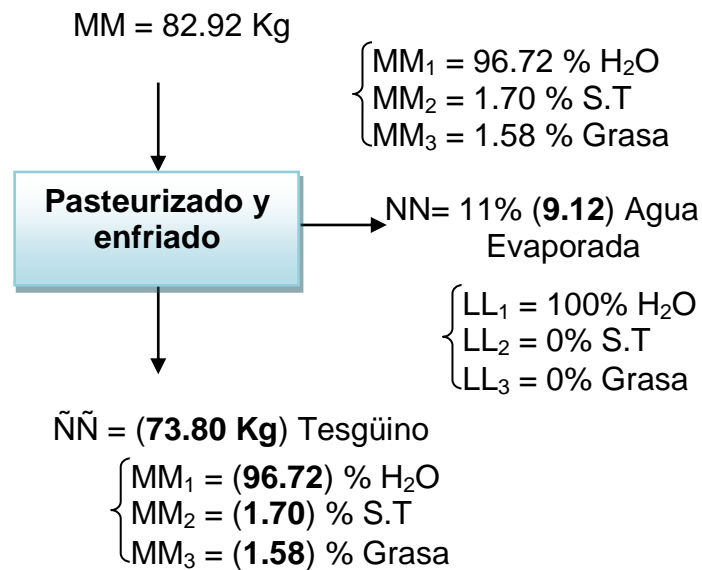 MM = 82.92 Kg
MM₁ = 96.72 % H₂O
MM₂ = 1.70 % S.T
MM₃ = 1.58 % Grasa
Pasteurizado y
enfriado
NN= 11% (9.12) Agua
Evaporada
LL₁ = 100% H₂O
LL₂ = 0% S.T
LL₃ = 0% Grasa
ÑÑ = (73.80 Kg) Tesgüino
MM₁ = (96.72) % H₂O
MM₂ = (1.70) % S.T
MM₃ = (1.58) % Grasa